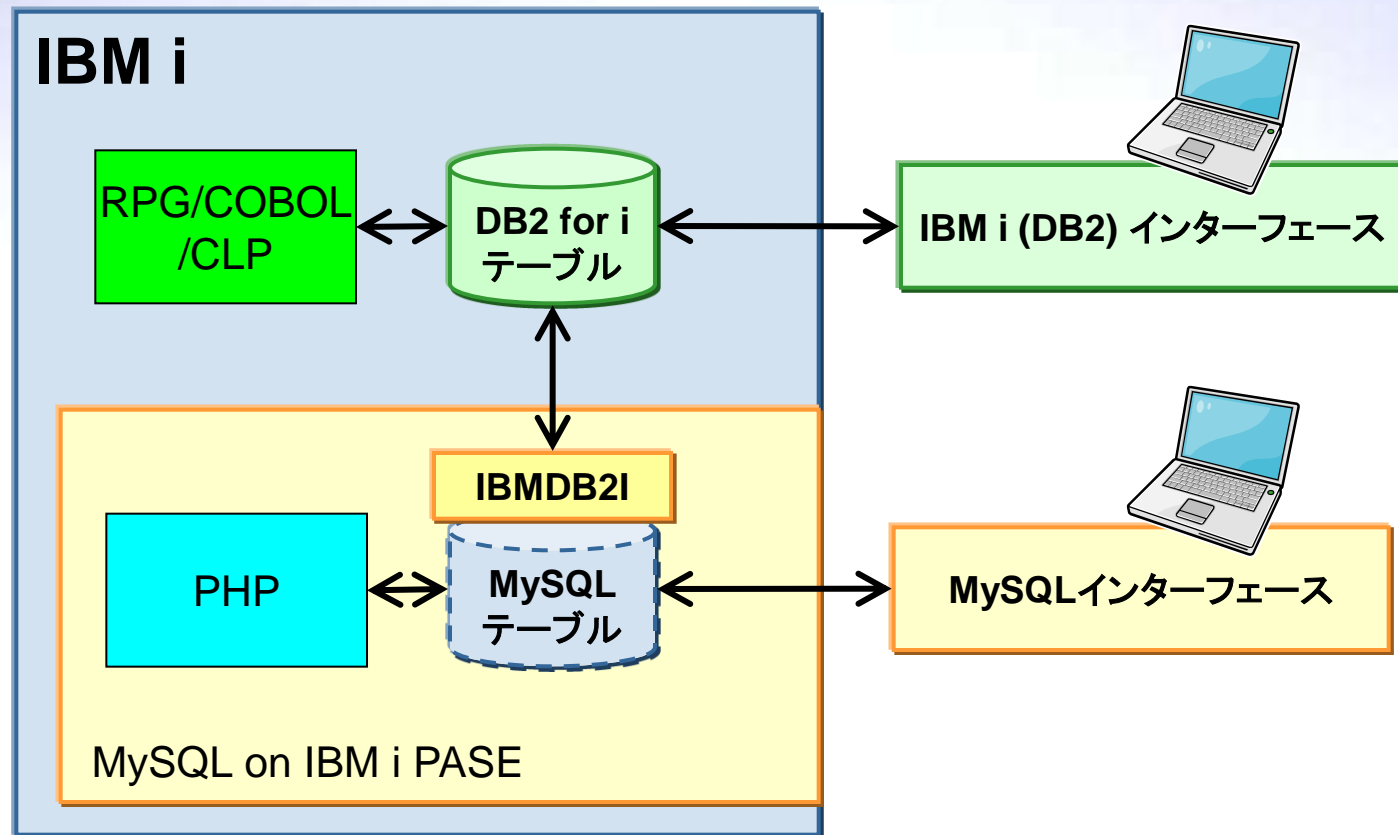 IBM i
RPG/COBOL
/CLP
DB2 for i
テーブル
IBM i (DB2) インターフェース
IBMDB2I
PHP
MySQL
テーブル
MySQLインターフェース
MySQL on IBM i PASE